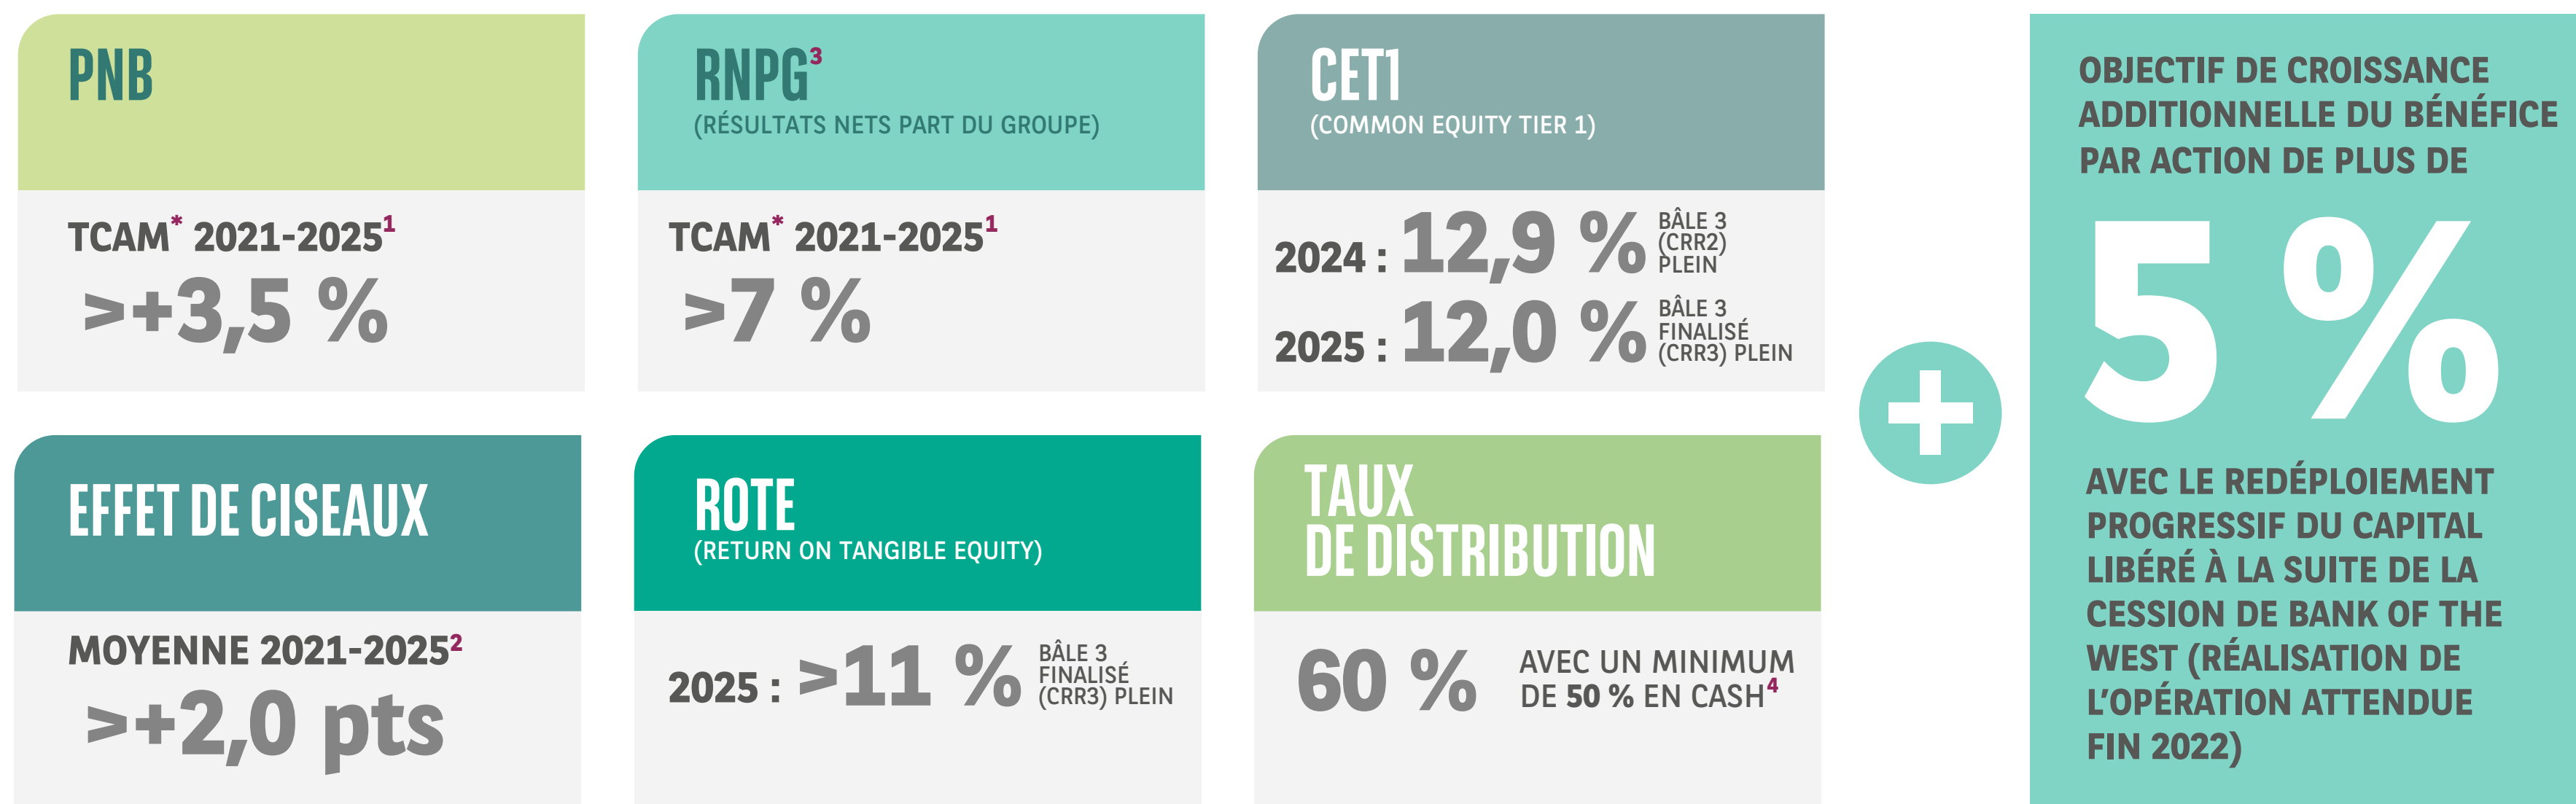 PNB
TCAM* 2021-2025¹
>+3,5 %
RNPG³
(RÉSULTATS NETS PART DU GROUPE)
TCAM* 2021-2025¹
>7 %
CET1
(COMMON EQUITY TIER 1)
2024 : 12,9 % BÂLE 3
(CRR2)
PLEIN
2025 : 12,0 % BÂLE 3
FINALISÉ
(CRR3) PLEIN
EFFET DE CISEAUX
MOYENNE 2021-2025²
>+2,0 pts
ROTE
(RETURN ON TANGIBLE EQUITY)
2025 : >11 % BÂLE 3
FINALISÉ
(CRR3) PLEIN
TAUX
DE DISTRIBUTION
60 % AVEC UN MINIMUM
DE 50 % EN CASH⁴
+
OBJECTIF DE CROISSANCE
ADDITIONNELLE DU BÉNÉFICE
PAR ACTION DE PLUS DE
5 %
AVEC LE REDÉPLOIEMENT
PROGRESSIF DU CAPITAL
LIBÉRÉ À LA SUITE DE LA
CESSION DE BANK OF THE
WEST (RÉALISATION DE
L'OPÉRATION ATTENDUE
FIN 2022)